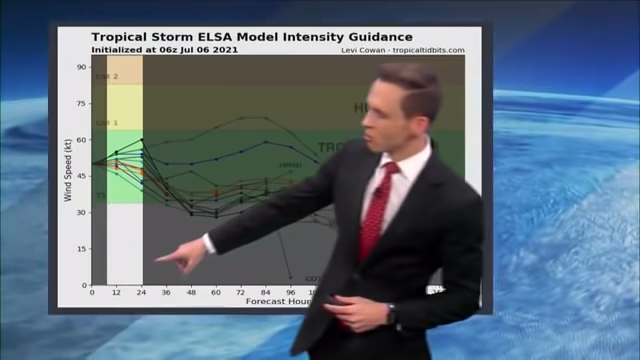 Tropical Storm ELSA Model Intensity Guidance
Initialized at 06z Jul 06 2021
Levi Cowan - tropicaltidbits.com
90
Cat 2
75
Cat 1
60
HWRI
45
TS
30
15
0
Wind Speed (kt)
0 12 24 36 48 60 72 84 96
Forecast Hour